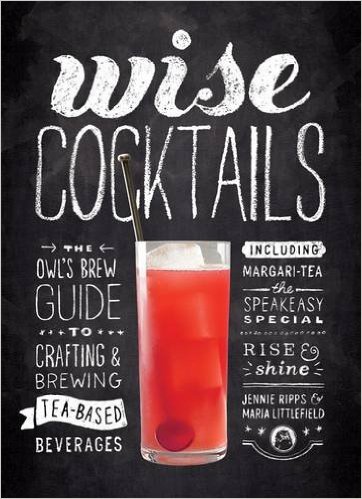 wise
COCKTAILS
THE
OWL'S BREW
GUIDE
TO
CRAFTING &
BREWING
TEA-BASED
BEVERAGES
INCLUDING
MARGARI-TEA
the
SPEAKEASY
SPECIAL
RISE &
shine
JENNIE RIPPS &
MARIA LITTLEFIELD